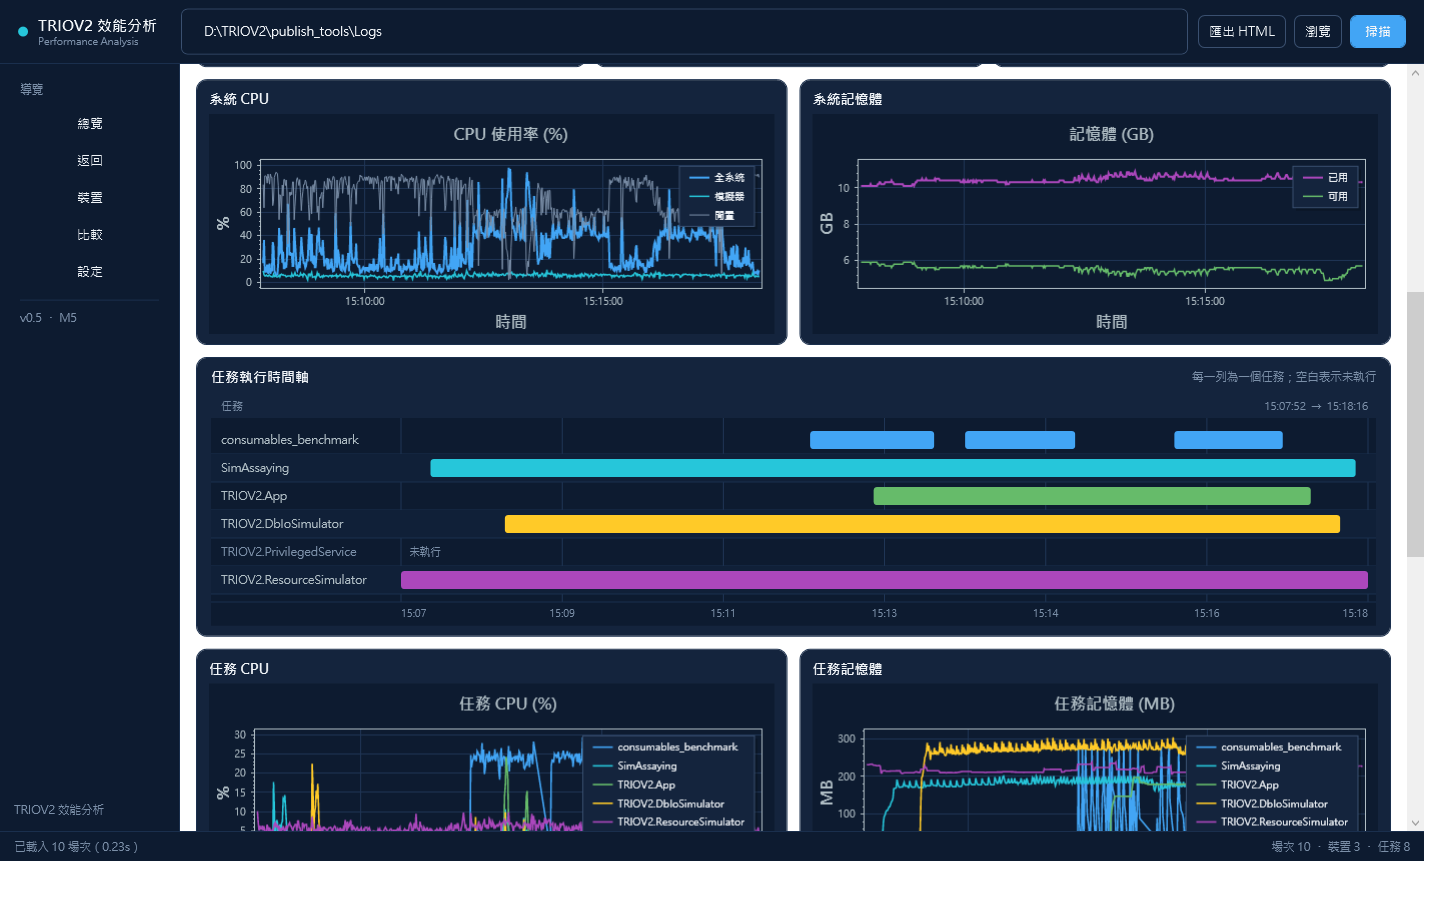 TRIOV2 效能分析
Performance Analysis
D:\TRIOV2\publish_tools\Logs
匯出 HTML
瀏覽
掃描
導覽
總覽
返回
裝置
比較
設定
v0.5 · M5
系統 CPU
CPU 使用率 (%)
全系統
模擬器
閒置
100
80
60
40
20
0
%
15:10:00
15:15:00
時間
系統記憶體
記憶體 (GB)
已用
可用
10
8
6
GB
15:10:00
15:15:00
時間
任務執行時間軸
每一列為一個任務；空白表示未執行
任務
15:07:52 → 15:18:16
consumables_benchmark
SimAssaying
TRIOV2.App
TRIOV2.DbIoSimulator
TRIOV2.PrivilegedService
未執行
TRIOV2.ResourceSimulator
15:07
15:09
15:11
15:13
15:14
15:16
15:18
任務 CPU
任務 CPU (%)
30
25
20
15
10
5
%
consumables_benchmark
SimAssaying
TRIOV2.App
TRIOV2.DbIoSimulator
TRIOV2.ResourceSimulator
任務記憶體
任務記憶體 (MB)
300
200
100
MB
consumables_benchmark
SimAssaying
TRIOV2.App
TRIOV2.DbIoSimulator
TRIOV2.ResourceSimulator
TRIOV2 效能分析
已載入 10 場次（0.23s）
場次 10 · 裝置 3 · 任務 8